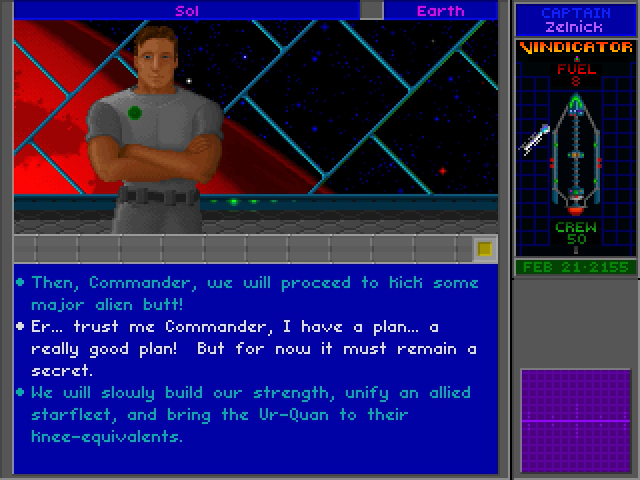 Sol
Earth
CAPTAIN
Zelnick
VINDICATOR
FUEL
8
CREW
50
FEB 21·2155
• Then, Commander, we will proceed to kick some
major alien butt!
• Er... trust me Commander, I have a plan... a
really good plan! But for now it must remain a
secret.
• We will slowly build our strength, unify an allied
starfleet, and bring the Ur-Quan to their
knee-equivalents.